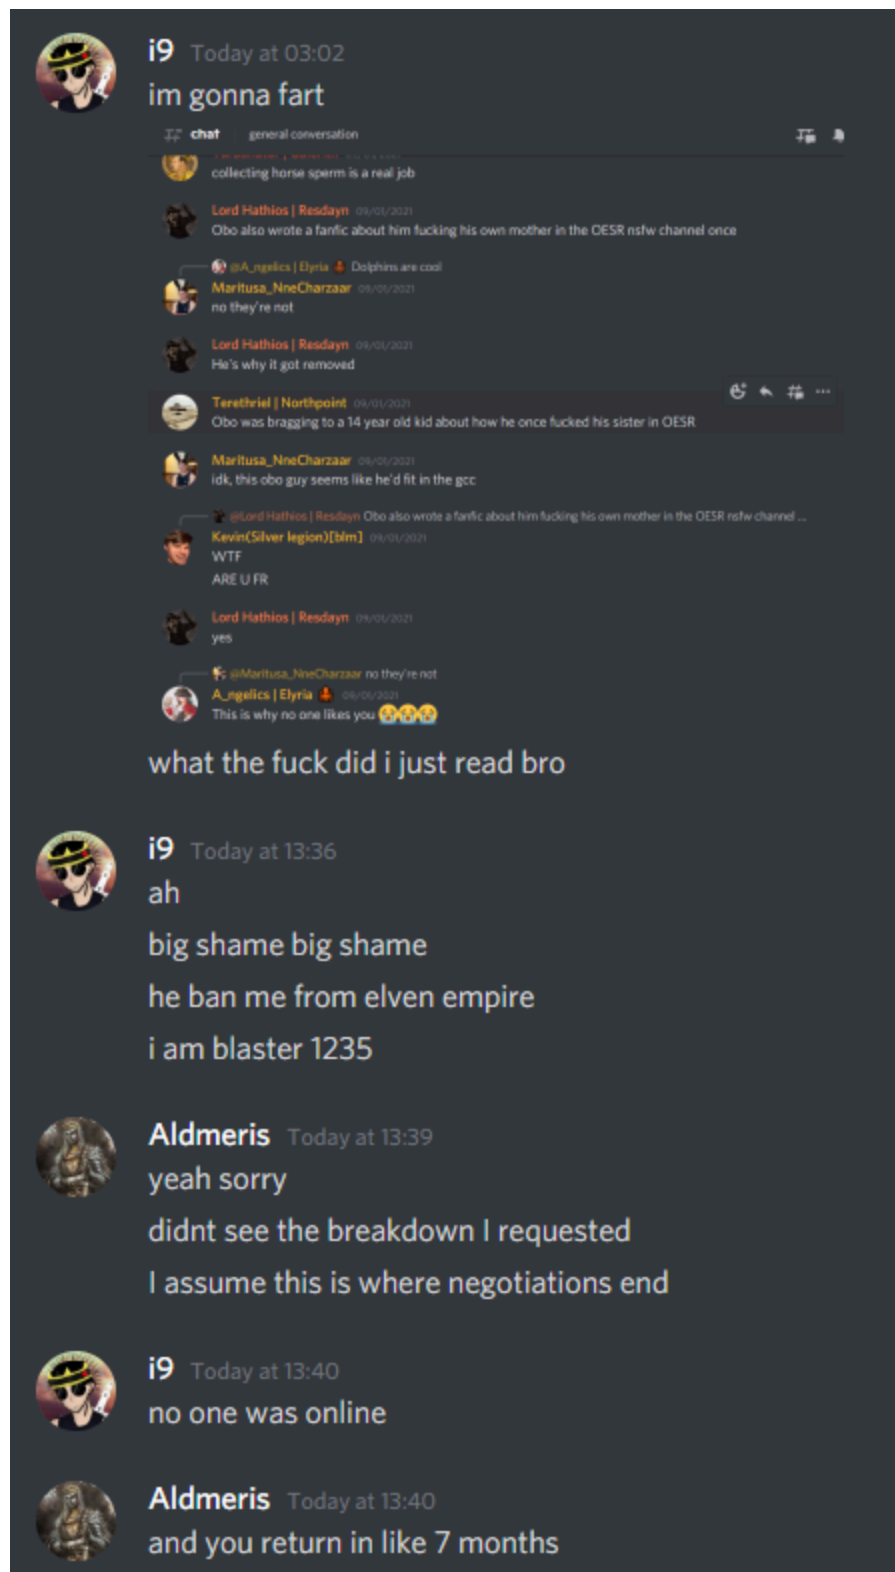 i9 Today at 03:02
im gonna fart
chat general conversation
collecting horse sperm is a real job
Lord Hathios | Resdayn 09/01/2021
Obo also wrote a fanfic about him fucking his own mother in the OESR nsfw channel once
@A_ngelics | Elyria Dolphins are cool
Maritusa_NneCharzaar 09/01/2021
no they're not
Lord Hathios | Resdayn 09/01/2021
He's why it got removed
Terethriel | Northpoint 09/01/2021
Obo was bragging to a 14 year old kid about how he once fucked his sister in OESR
Maritusa_NneCharzaar 09/01/2021
idk, this obo guy seems like he'd fit in the gcc
@Lord Hathios | Resdayn Obo also wrote a fanfic about him fucking his own mother in the OESR nsfw channel ...
Kevin(Silver legion)[blm] 09/01/2021
WTF
ARE U FR
Lord Hathios | Resdayn 09/01/2021
yes
@Maritusa_NneCharzaar no they're not
A_ngelics | Elyria 09/01/2021
This is why no one likes you 😭😭😭
what the fuck did i just read bro
i9 Today at 13:36
ah
big shame big shame
he ban me from elven empire
i am blaster 1235
Aldmeris Today at 13:39
yeah sorry
didnt see the breakdown I requested
I assume this is where negotiations end
i9 Today at 13:40
no one was online
Aldmeris Today at 13:40
and you return in like 7 months